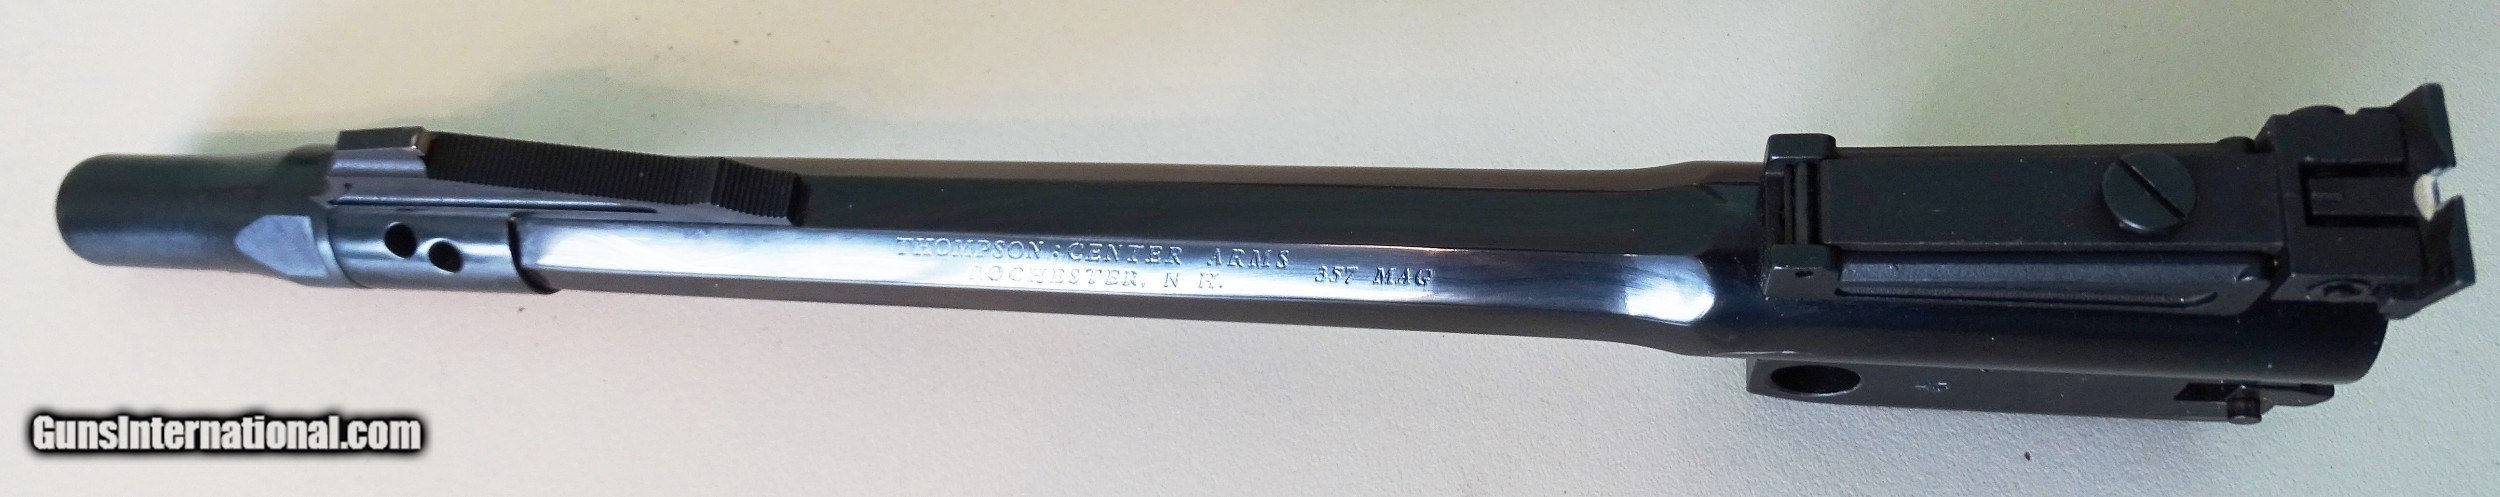 THOMPSON:CENTER ARMS
ROCHESTER, N H.
357 MAG
GunsInternational.com